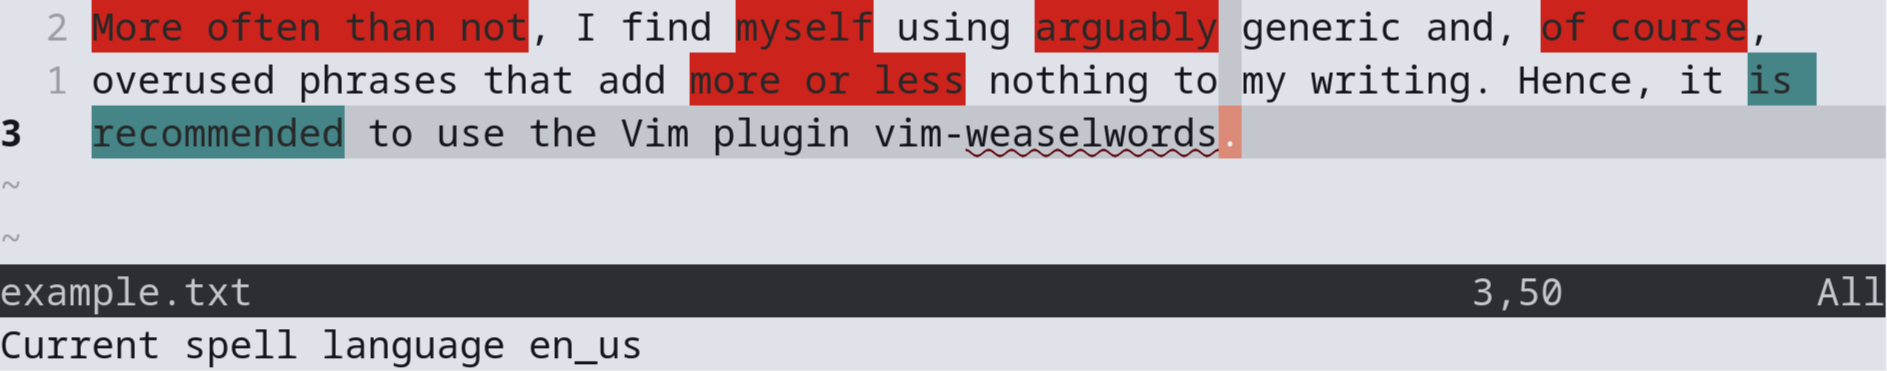 2 More often than not, I find myself using arguably generic and, of course,
1 overused phrases that add more or less nothing to my writing. Hence, it is
3 recommended to use the Vim plugin vim-weaselwords.
~
~
example.txt 3,50 All
Current spell language en_us